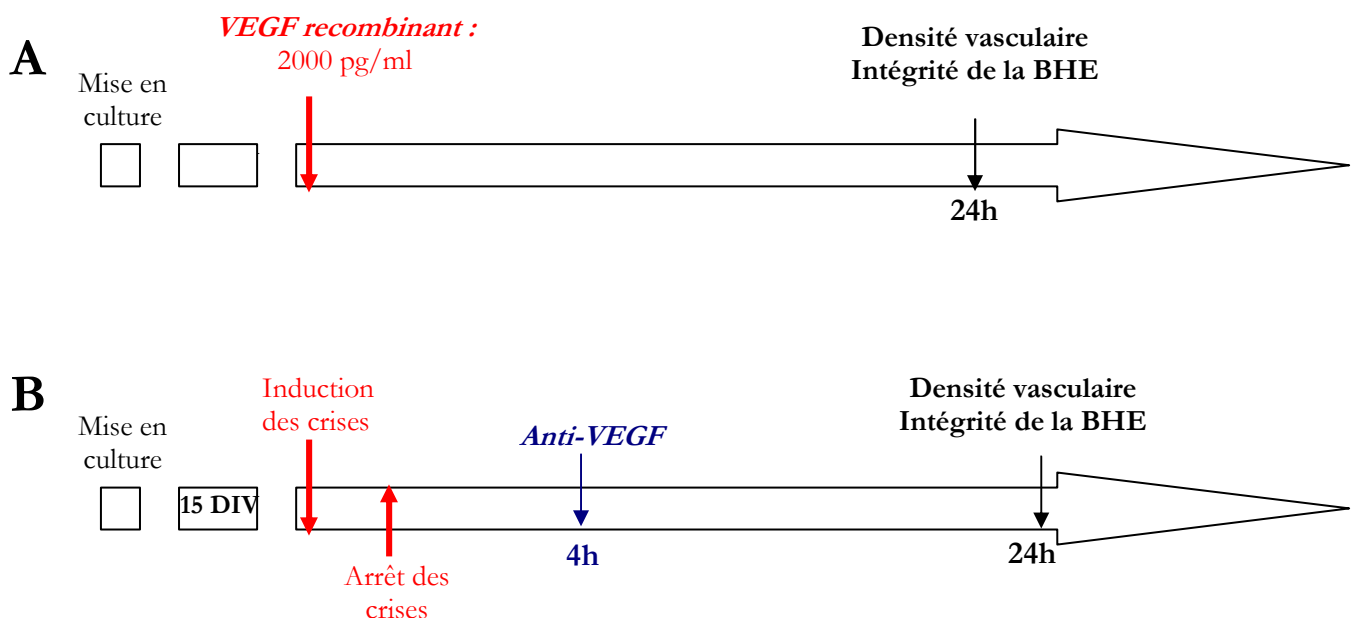 A
Mise en
culture
VEGF recombinant :
2000 pg/ml
Densité vasculaire
Intégrité de la BHE
24h
B
Mise en
culture
15 DIV
Induction
des crises
Arrêt des
crises
Anti-VEGF
4h
Densité vasculaire
Intégrité de la BHE
24h